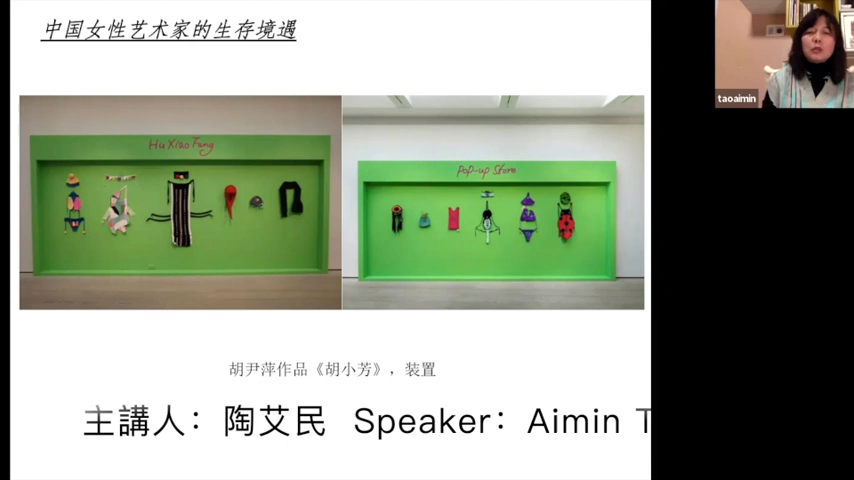 中国女性艺术家的生存境遇
taoaimin
Hu Xiao Fang
Pop-up Store
胡尹萍作品《胡小芳》，装置
主講人：陶艾民 Speaker：Aimin T